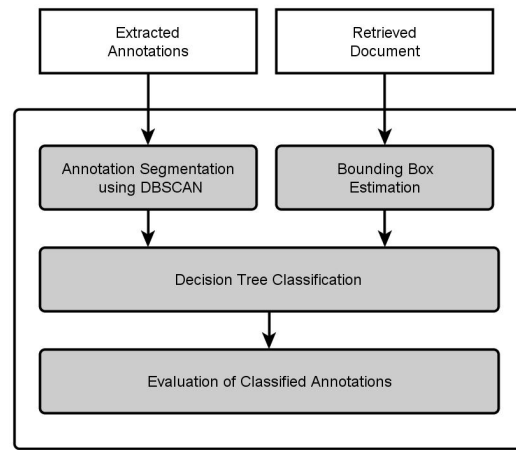 Extracted
Annotations
Retrieved
Document
Annotation Segmentation
using DBSCAN
Bounding Box
Estimation
Decision Tree Classification
Evaluation of Classified Annotations